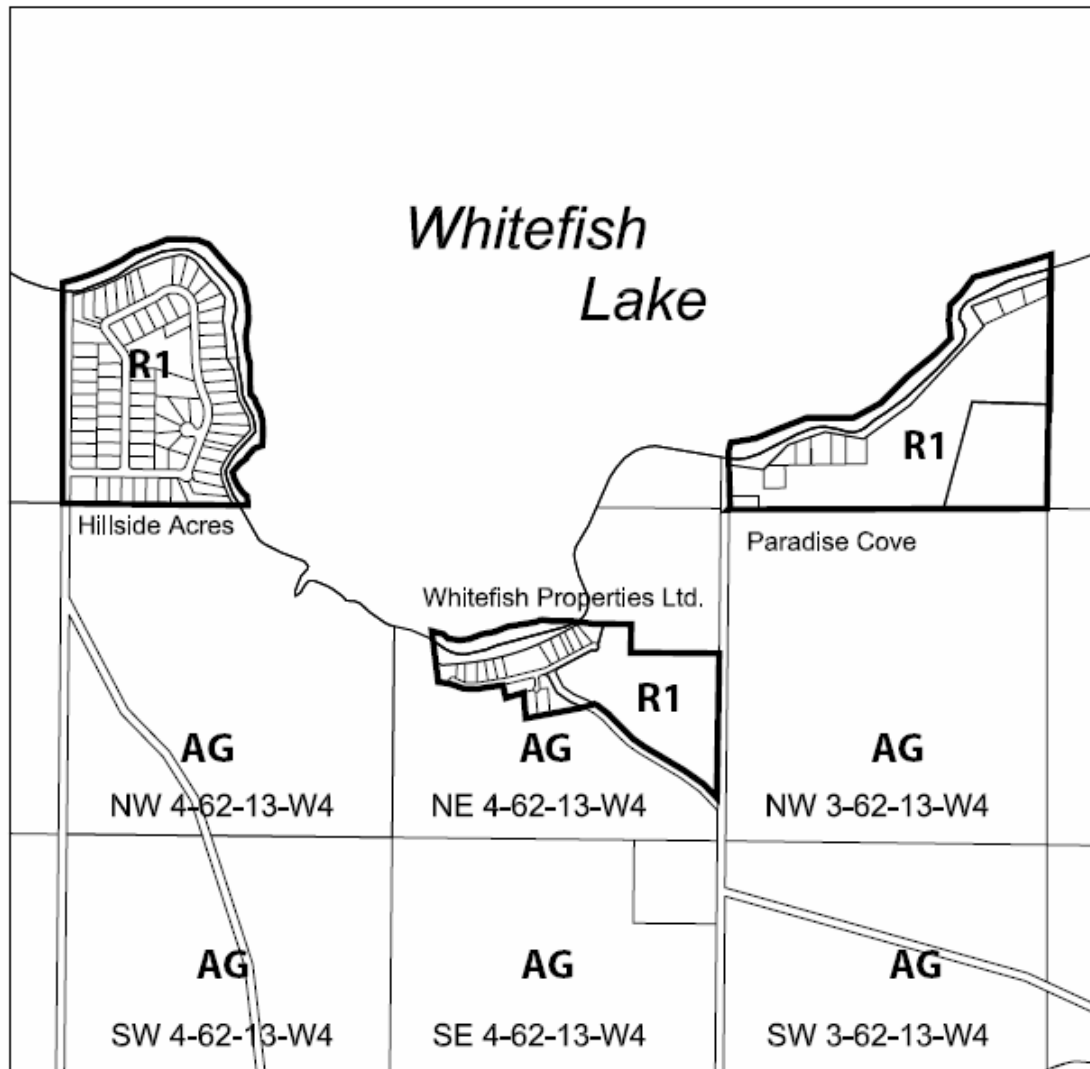 Whitefish
Lake
R1
R1
Hillside Acres
Paradise Cove
Whitefish Properties Ltd.
R1
AG
AG
AG
NW 4-62-13-W4
NE 4-62-13-W4
NW 3-62-13-W4
AG
AG
AG
SW 4-62-13-W4
SE 4-62-13-W4
SW 3-62-13-W4